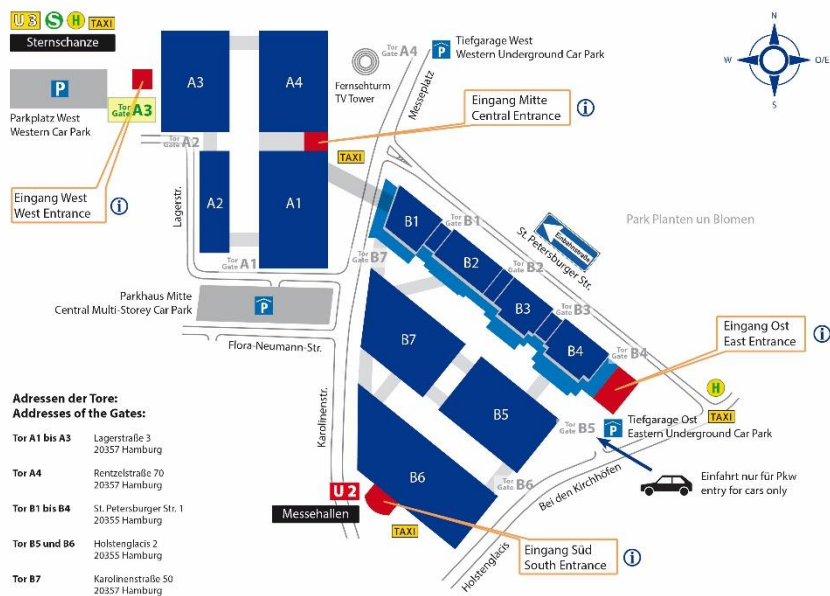 U3 S H TAXI
Sternschanze
P
Parkplatz West
Western Car Park
Tor
Gate A3
Eingang West
West Entrance
i
Tor
Gate A2
Lagerstr.
A3
A4
A2
A1
Tor
Gate A1
Fernsehturm
TV Tower
Tor
Gate A4
Messeplatz
P
Tiefgarage West
Western Underground Car Park
Eingang Mitte
Central Entrance
i
TAXI
N
W
O/E
S
Park Planten un Blomen
Einbahnstraße
St. Petersburger Str.
B1
Tor
Gate B1
B2
Tor
Gate B2
B3
Tor
Gate B3
B4
Tor
Gate B4
Tor
Gate B7
Parkhaus Mitte
Central Multi-Storey Car Park
P
Flora-Neumann-Str.
Karolinenstr.
B7
B5
B6
Eingang Ost
East Entrance
i
H
TAXI
Tor
Gate B5
P
Tiefgarage Ost
Eastern Underground Car Park
Tor
Gate B6
Bei den Kirchhöfen
Einfahrt nur für Pkw
entry for cars only
U2
Messehallen
TAXI
Holstenglacis
Eingang Süd
South Entrance
i
Adressen der Tore:
Addresses of the Gates:
Tor A1 bis A3 Lagerstraße 3
20357 Hamburg
Tor A4 Rentzelstraße 70
20357 Hamburg
Tor B1 bis B4 St. Petersburger Str. 1
20355 Hamburg
Tor B5 und B6 Holstenglacis 2
20355 Hamburg
Tor B7 Karolinenstraße 50
20357 Hamburg